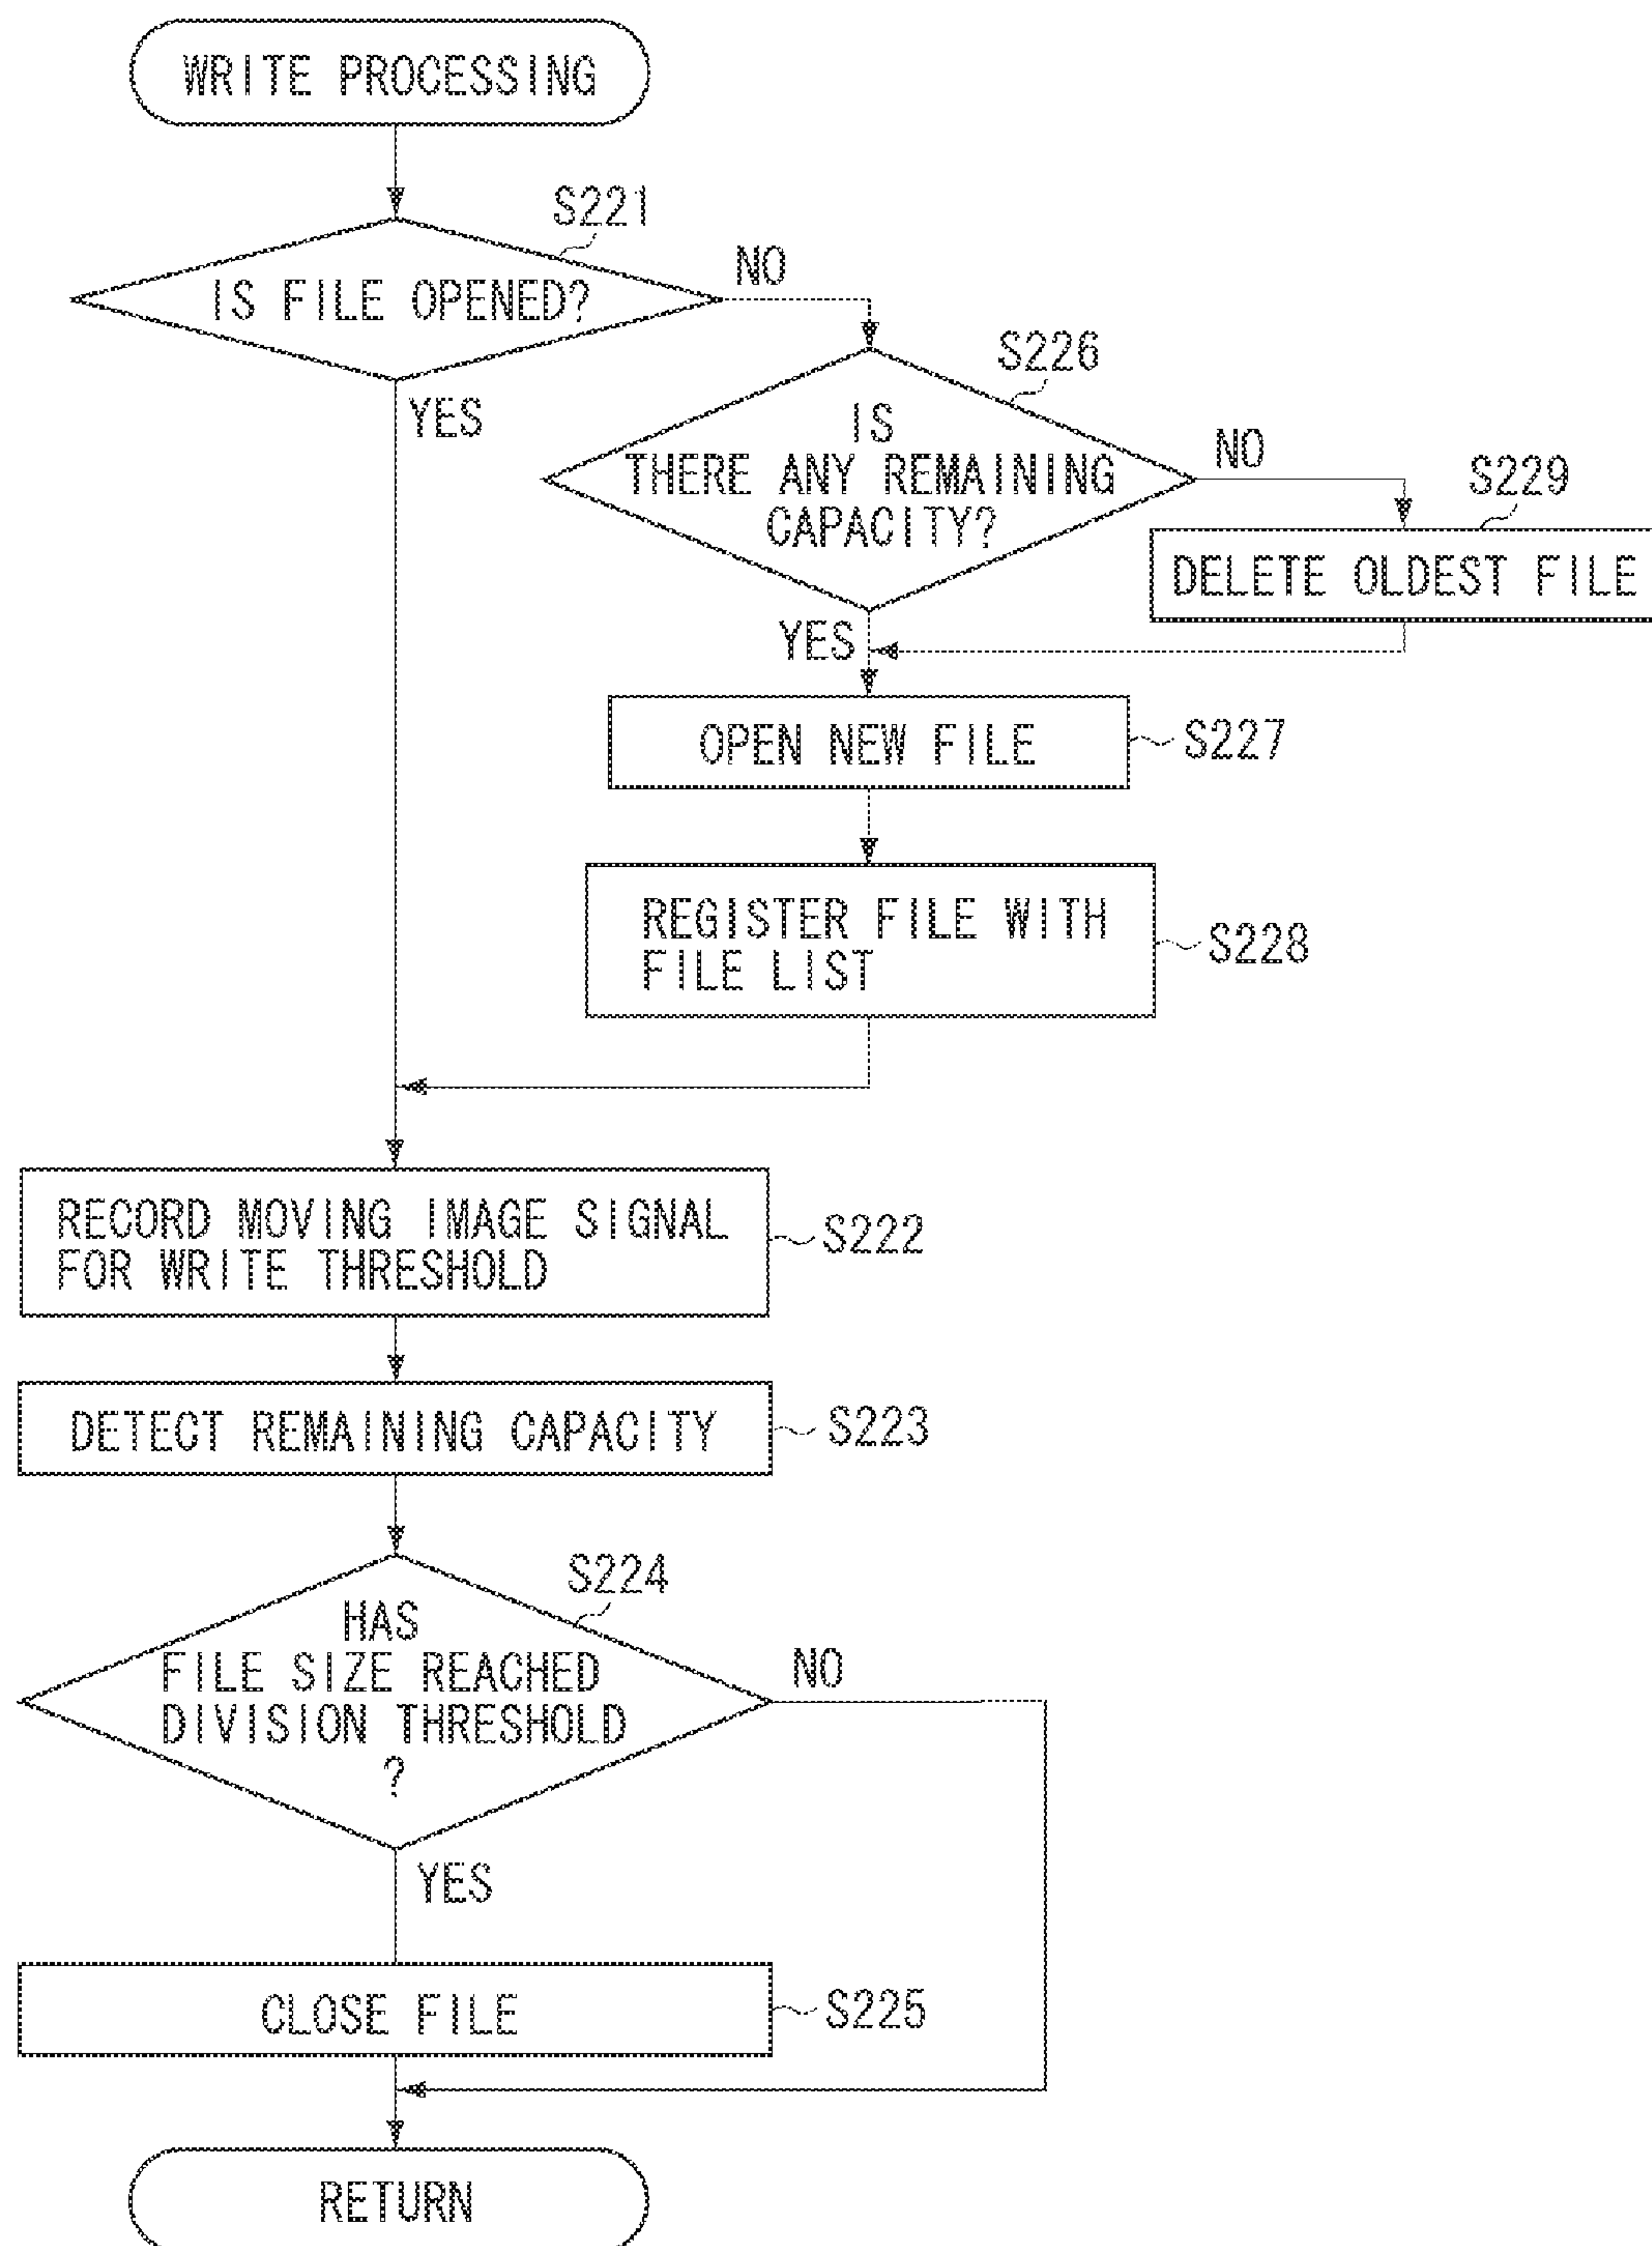 WRITE PROCESSING
S221
IS FILE OPENED?
NO
YES
S226
IS
THERE ANY REMAINING
CAPACITY?
NO
S229
DELETE OLDEST FILE
YES
OPEN NEW FILE
S227
REGISTER FILE WITH
FILE LIST
S228
RECORD MOVING IMAGE SIGNAL
FOR WRITE THRESHOLD
S222
DETECT REMAINING CAPACITY
S223
S224
HAS
FILE SIZE REACHED
DIVISION THRESHOLD
?
NO
YES
CLOSE FILE
S225
RETURN